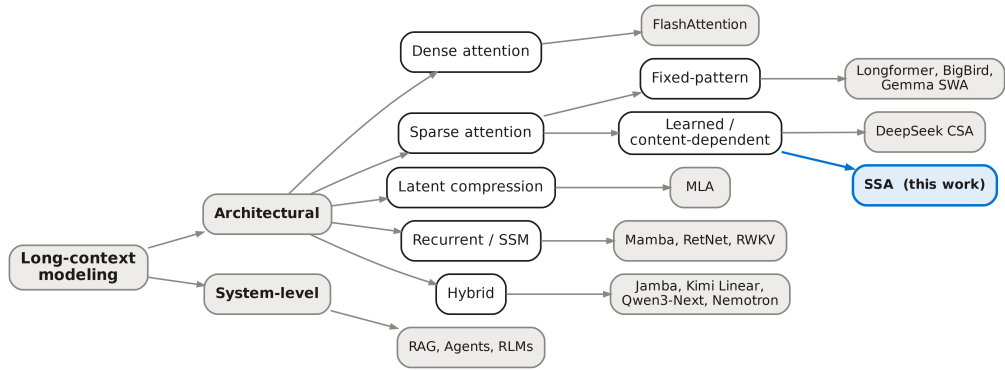 FlashAttention
Dense attention
Fixed-pattern
Longformer, BigBird,
Gemma SWA
Sparse attention
Learned /
content-dependent
DeepSeek CSA
SSA (this work)
Latent compression
MLA
Architectural
Recurrent / SSM
Mamba, RetNet, RWKV
Long-context
modeling
System-level
Hybrid
Jamba, Kimi Linear,
Qwen3-Next, Nemotron
RAG, Agents, RLMs